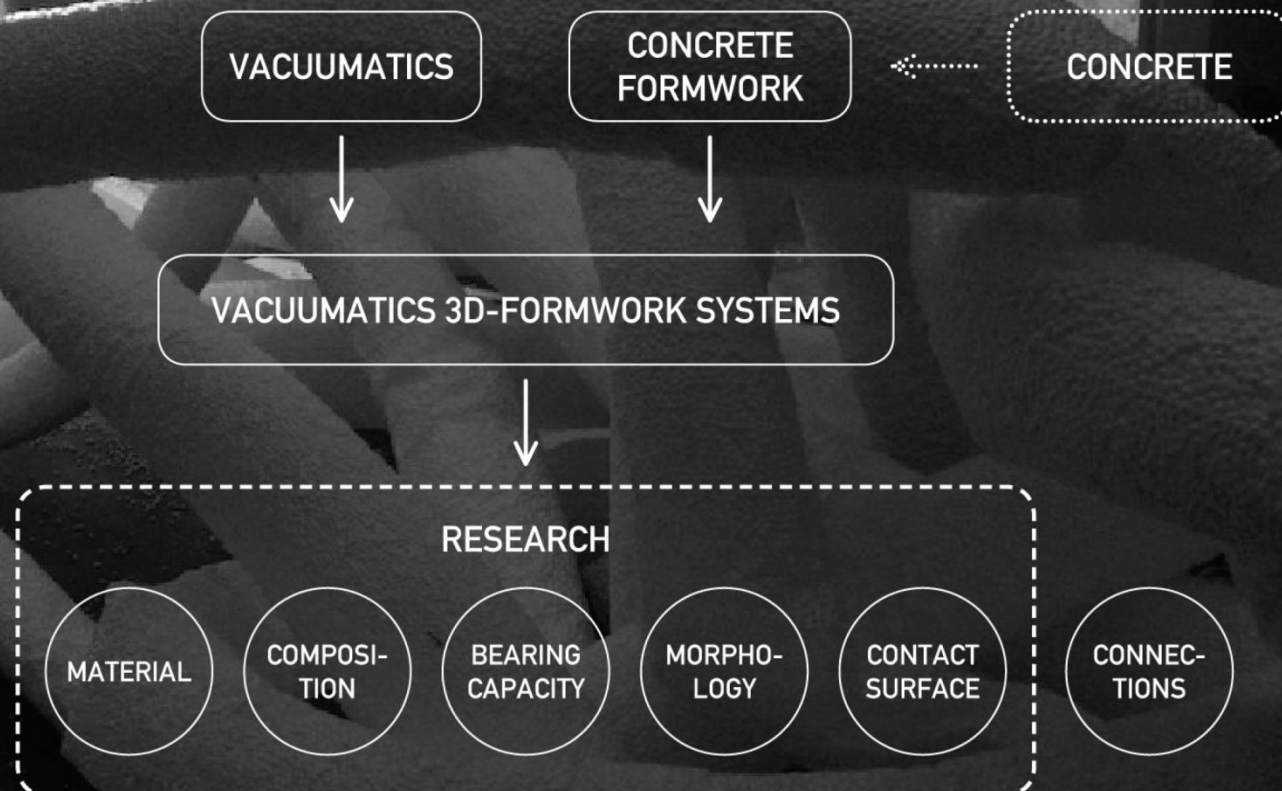 VACUUMATICS
CONCRETE
FORMWORK
CONCRETE
VACUUMATICS 3D-FORMWORK SYSTEMS
RESEARCH
MATERIAL
COMPOSI-
TION
BEARING
CAPACITY
MORPHO-
LOGY
CONTACT
SURFACE
CONNEC-
TIONS